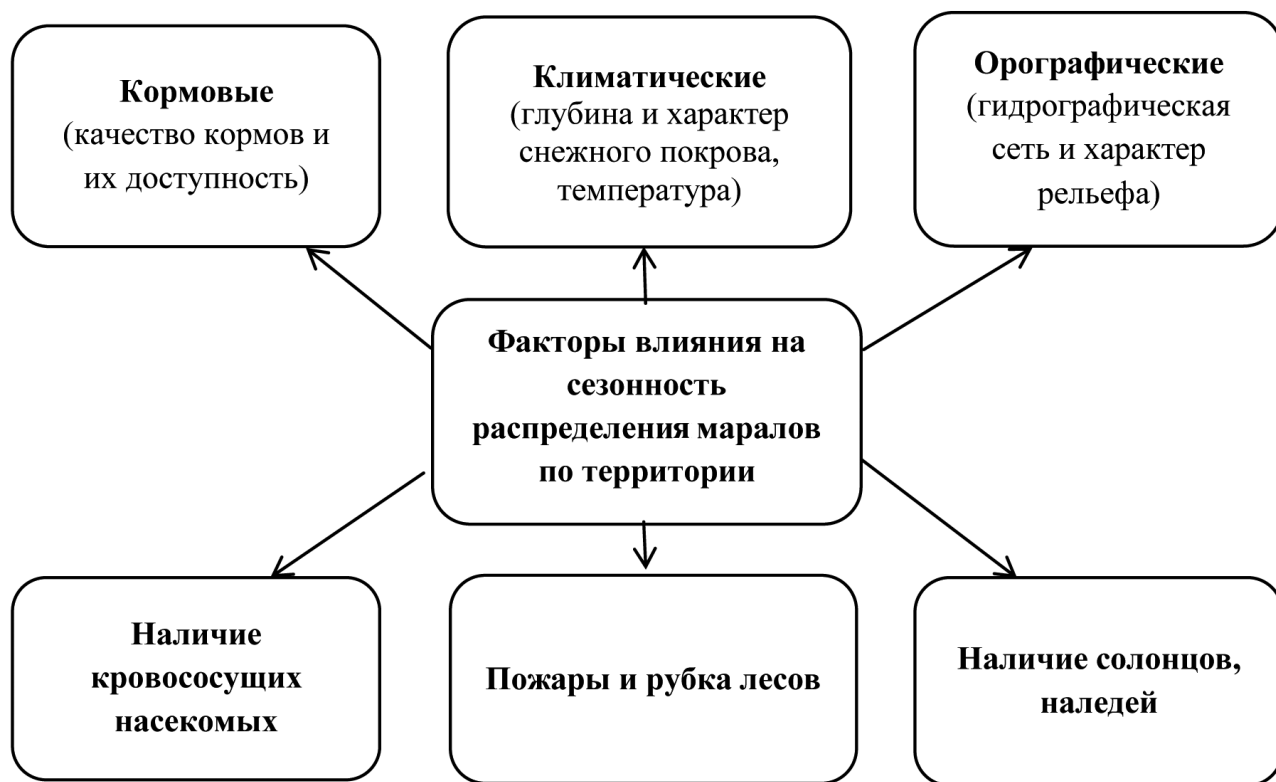 Кормовые
(качество кормов и
их доступность)
Климатические
(глубина и характер
снежного покрова,
температура)
Орографические
(гидрографическая
сеть и характер
рельефа)
Факторы влияния на
сезонность
распределения маралов
по территории
Наличие
кровососущих
насекомых
Пожары и рубка лесов
Наличие солонцов,
наледей